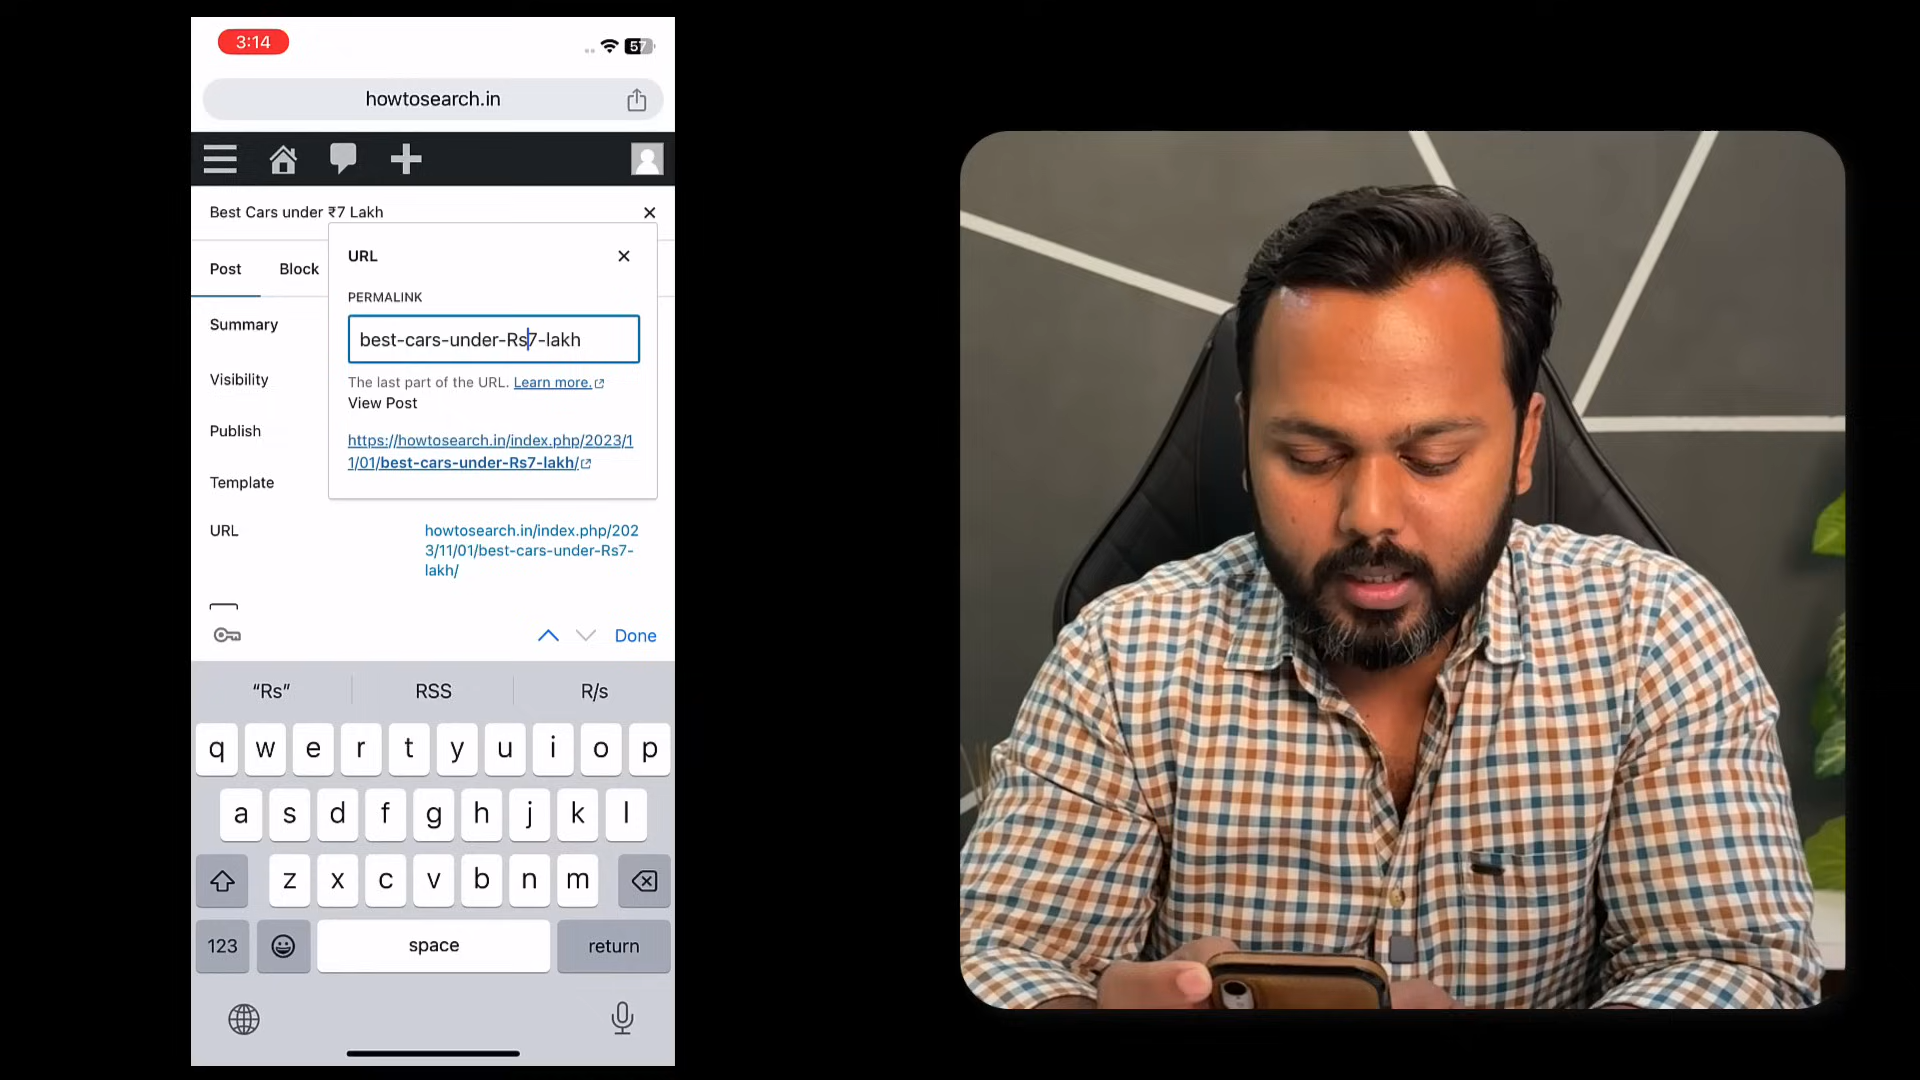 3:14
57
howtosearch.in
Best Cars under ₹7 Lakh
Post
Block
URL
PERMALINK
best-cars-under-Rs7-lakh
The last part of the URL. Learn more.
View Post
https://howtosearch.in/index.php/2023/1
1/01/best-cars-under-Rs7-lakh/
Summary
Visibility
Publish
Template
URL
howtosearch.in/index.php/202
3/11/01/best-cars-under-Rs7-
lakh/
Done
“Rs”
RSS
R/s
q w e r t y u i o p
a s d f g h j k l
z x c v b n m
123
space
return